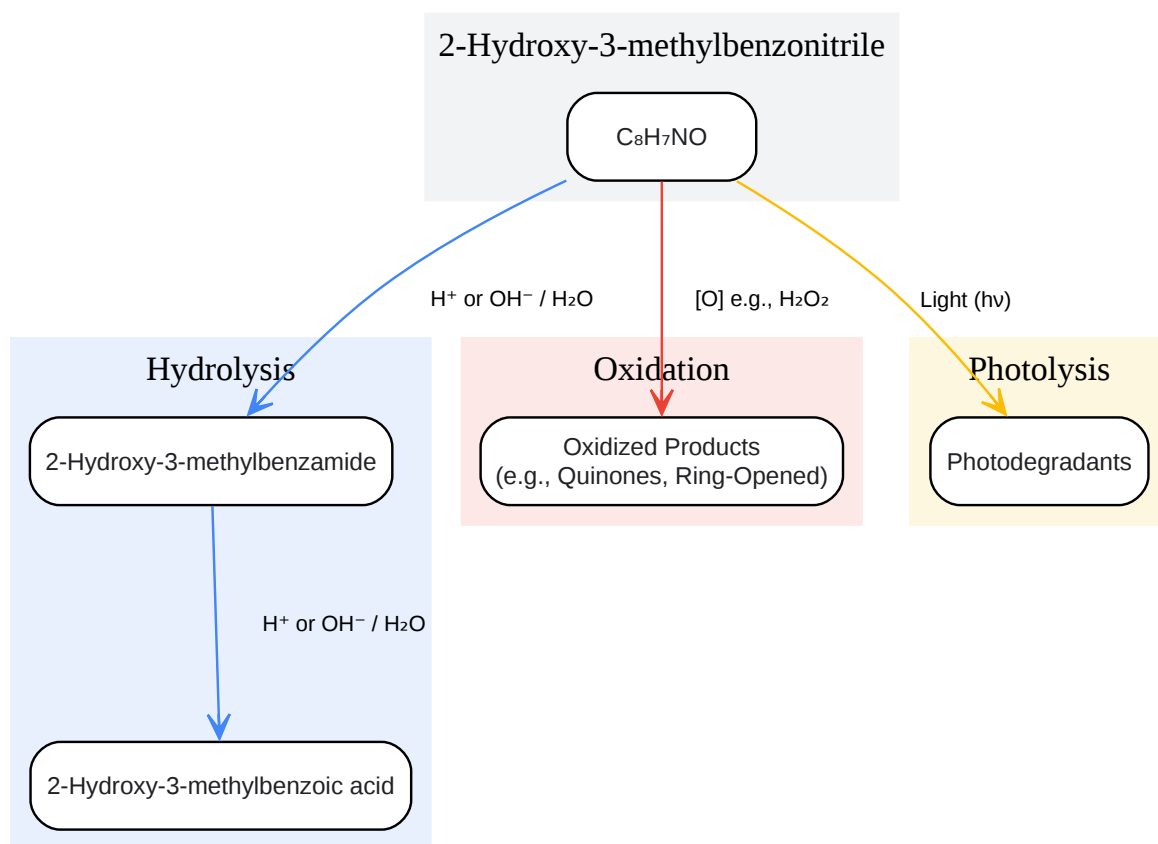 2-Hydroxy-3-methylbenzonitrile
C₈H₇NO
H⁺ or OH⁻ / H₂O
[O] e.g., H₂O₂
Light (hν)
Hydrolysis
Oxidation
Photolysis
2-Hydroxy-3-methylbenzamide
Oxidized Products
(e.g., Quinones, Ring-Opened)
Photodegradants
H⁺ or OH⁻ / H₂O
2-Hydroxy-3-methylbenzoic acid